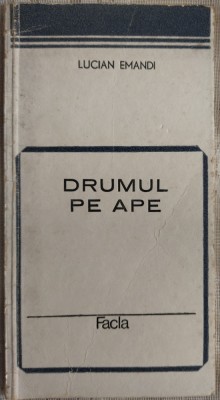 LUCIAN EMANDI
DRUMUL
PE APE
Facla